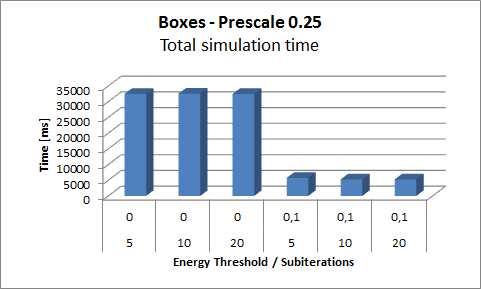 Boxes - Prescale 0.25
Total simulation time
35000
30000
25000
20000
15000
10000
5000
0
Time [ms]
0 0 0 0,1 0,1 0,1
5 10 20 5 10 20
Energy Threshold / Subiterations